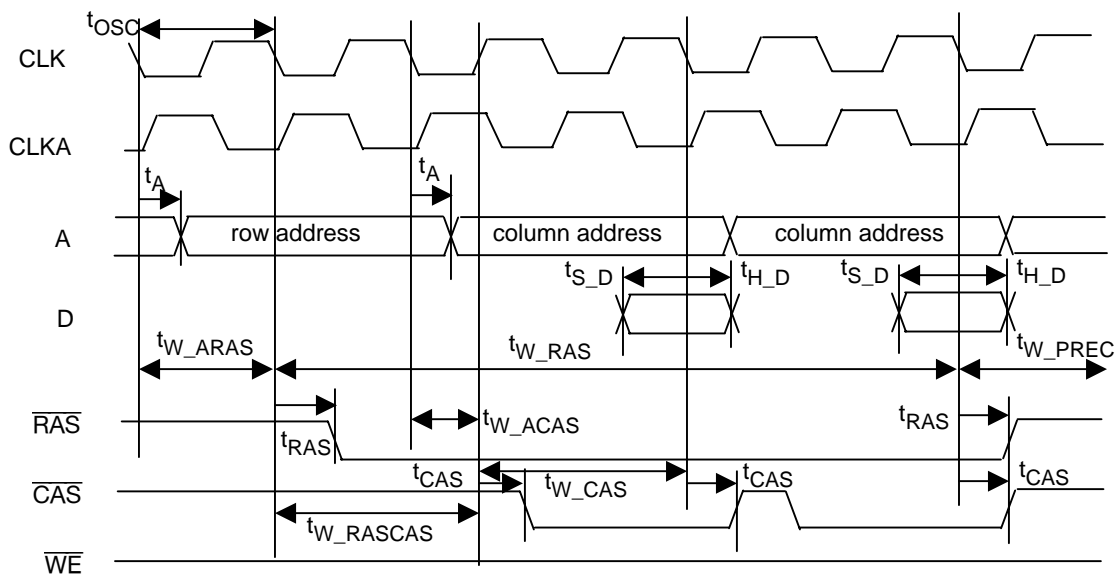 tOSC
CLK
CLKA
tA tA
A row address column address column address
tS_D tH_D tS_D tH_D
D
tW_ARAS tW_RAS tW_PREC
RAS tRAS tW_ACAS tRAS
CAS tCAS tW_CAS tCAS tCAS
tW_RASCAS
WE